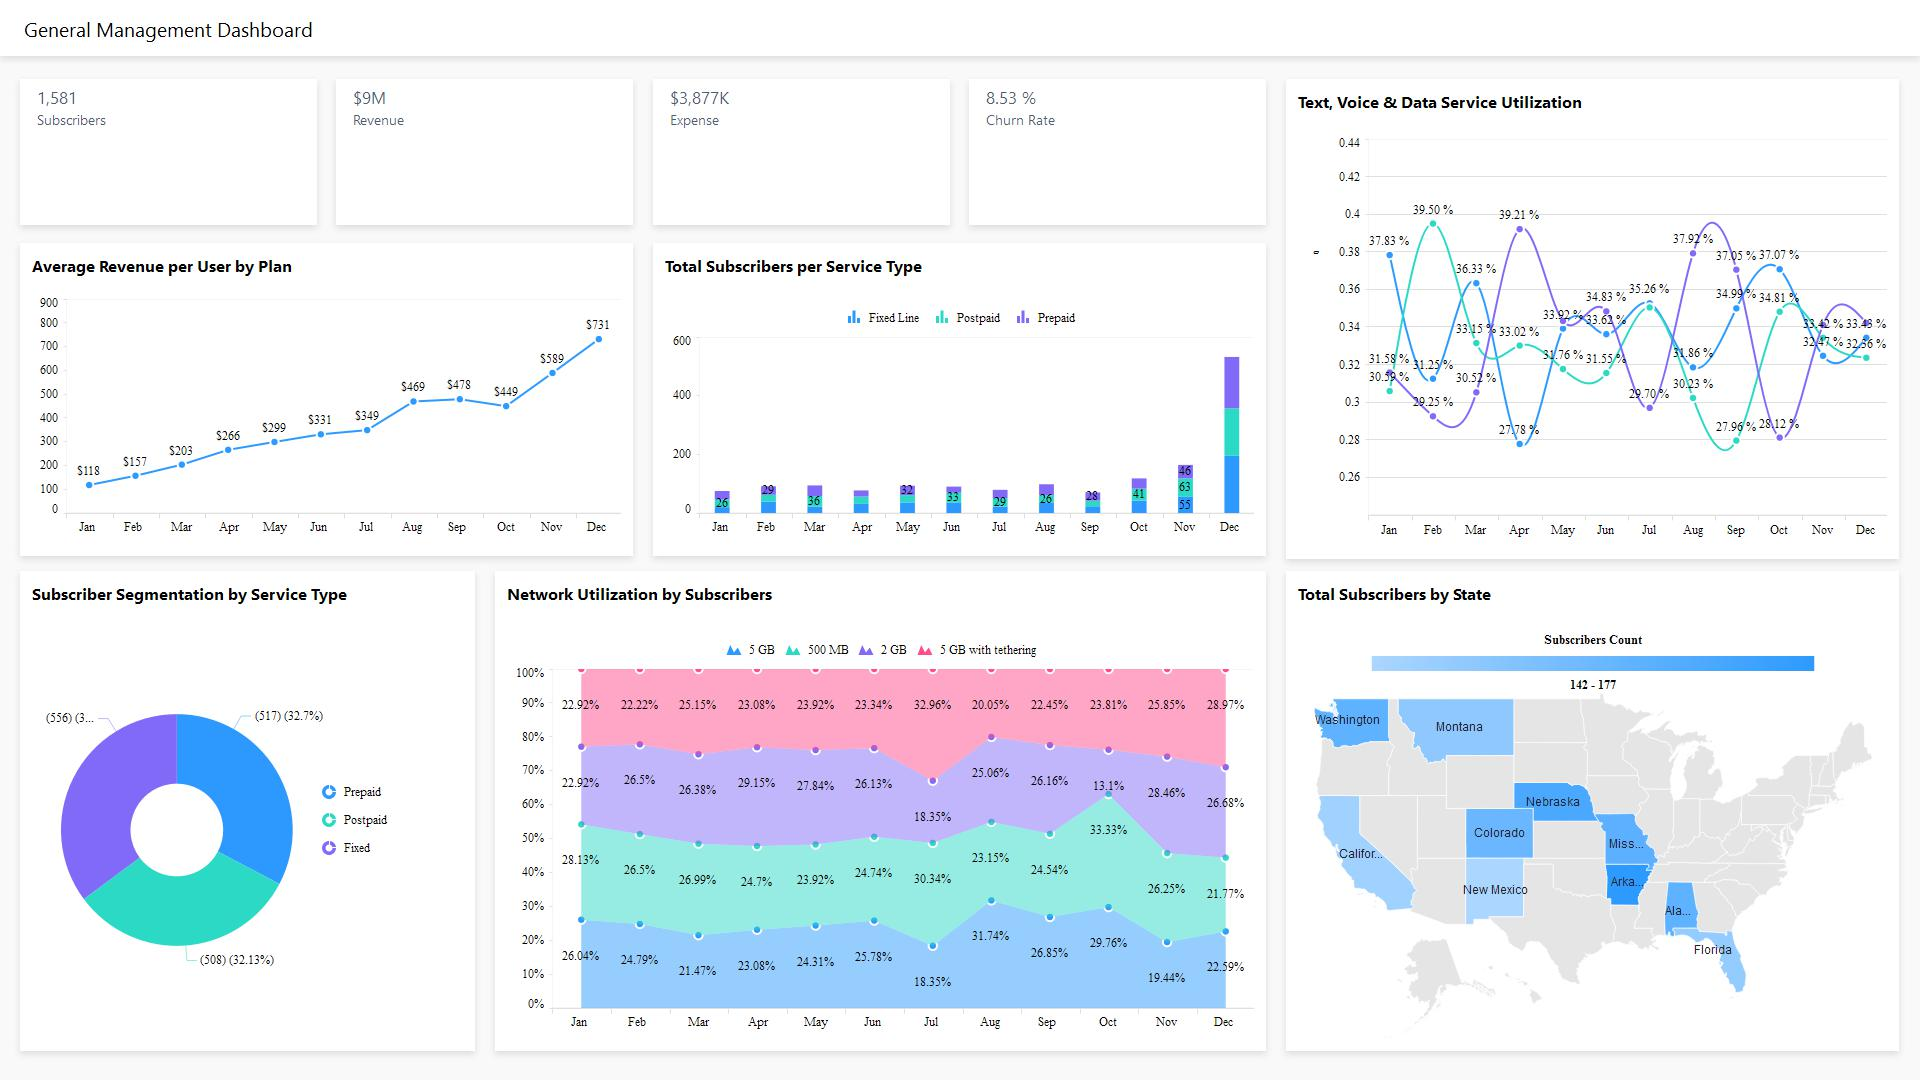 General Management Dashboard
1,581
Subscribers
$9M
Revenue
$3,877K
Expense
8.53 %
Churn Rate
Average Revenue per User by Plan
900
800
700
600
500
400
300
200
100
0
$118
$157
$203
$266
$299
$331
$349
$469
$478
$449
$589
$731
Jan Feb Mar Apr May Jun Jul Aug Sep Oct Nov Dec
Total Subscribers per Service Type
Fixed Line Postpaid Prepaid
600
400
200
0
26
29
36
32
33
29
26
28
41
46
63
55
Jan Feb Mar Apr May Jun Jul Aug Sep Oct Nov Dec
Text, Voice & Data Service Utilization
0.44
0.42
0.4
0.38
0.36
0.34
0.32
0.3
0.28
0.26
37.83 %
31.58 %
30.59 %
39.50 %
31.25 %
29.25 %
36.33 %
33.15 %
30.52 %
39.21 %
33.02 %
27.78 %
33.92 %
31.76 %
34.83 %
33.62 %
31.55 %
35.26 %
29.70 %
37.92 %
31.86 %
30.23 %
37.05 %
34.99 %
27.96 %
37.07 %
34.81 %
28.12 %
33.42 %
32.47 %
33.43 %
32.36 %
Jan Feb Mar Apr May Jun Jul Aug Sep Oct Nov Dec
Subscriber Segmentation by Service Type
(556) (3...
(517) (32.7%)
(508) (32.13%)
Prepaid
Postpaid
Fixed
Network Utilization by Subscribers
5 GB 500 MB 2 GB 5 GB with tethering
100%
90%
80%
70%
60%
50%
40%
30%
20%
10%
0%
22.92% 22.22% 25.15% 23.08% 23.92% 23.34% 32.96% 20.05% 22.45% 23.81% 25.85% 28.97%
22.92% 26.5% 26.38% 29.15% 27.84% 26.13% 18.35% 25.06% 26.16% 13.1% 28.46% 26.68%
28.13% 26.5% 26.99% 24.7% 23.92% 24.74% 30.34% 23.15% 24.54% 33.33% 26.25% 21.77%
26.04% 24.79% 21.47% 23.08% 24.31% 25.78% 18.35% 31.74% 26.85% 29.76% 19.44% 22.59%
Jan Feb Mar Apr May Jun Jul Aug Sep Oct Nov Dec
Total Subscribers by State
Subscribers Count
142 - 177
Washington
Montana
Nebraska
Colorado
Miss...
Califor...
Arka...
New Mexico
Ala...
Florida